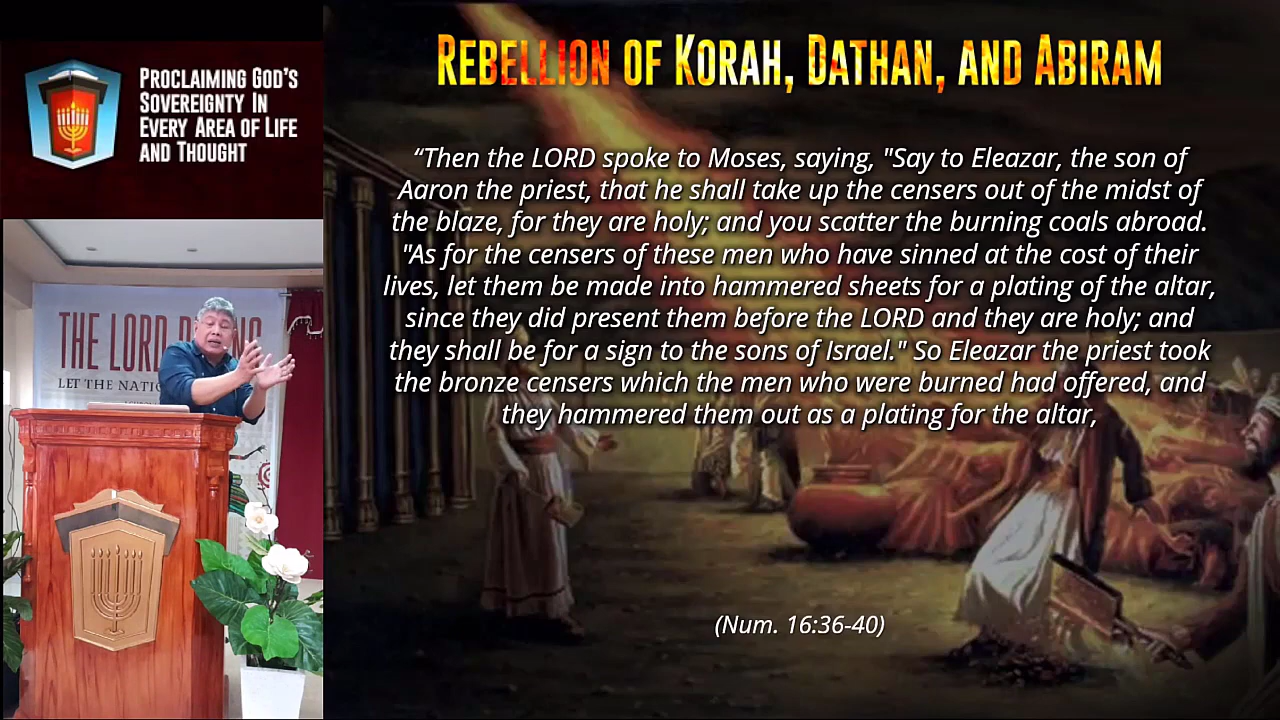 PROCLAIMING GOD'S
SOVEREIGNTY IN
EVERY AREA OF LIFE
AND THOUGHT
REBELLION OF KORAH, DATHAN, AND ABIRAM
“Then the LORD spoke to Moses, saying, "Say to Eleazar, the son of
Aaron the priest, that he shall take up the censers out of the midst of
the blaze, for they are holy; and you scatter the burning coals abroad.
"As for the censers of these men who have sinned at the cost of their
lives, let them be made into hammered sheets for a plating of the altar,
since they did present them before the LORD and they are holy; and
they shall be for a sign to the sons of Israel." So Eleazar the priest took
the bronze censers which the men who were burned had offered, and
they hammered them out as a plating for the altar,
(Num. 16:36-40)
THE LORD
LET THE